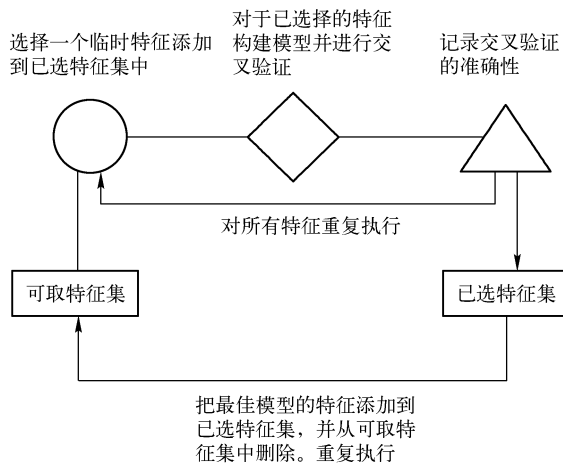 选择一个临时特征添加
到已选特征集中
对于已选择的特征
构建模型并进行交
叉验证
记录交叉验证
的准确性
对所有特征重复执行
可取特征集
已选特征集
把最佳模型的特征添加到
已选特征集，并从可取特
征集中删除。重复执行